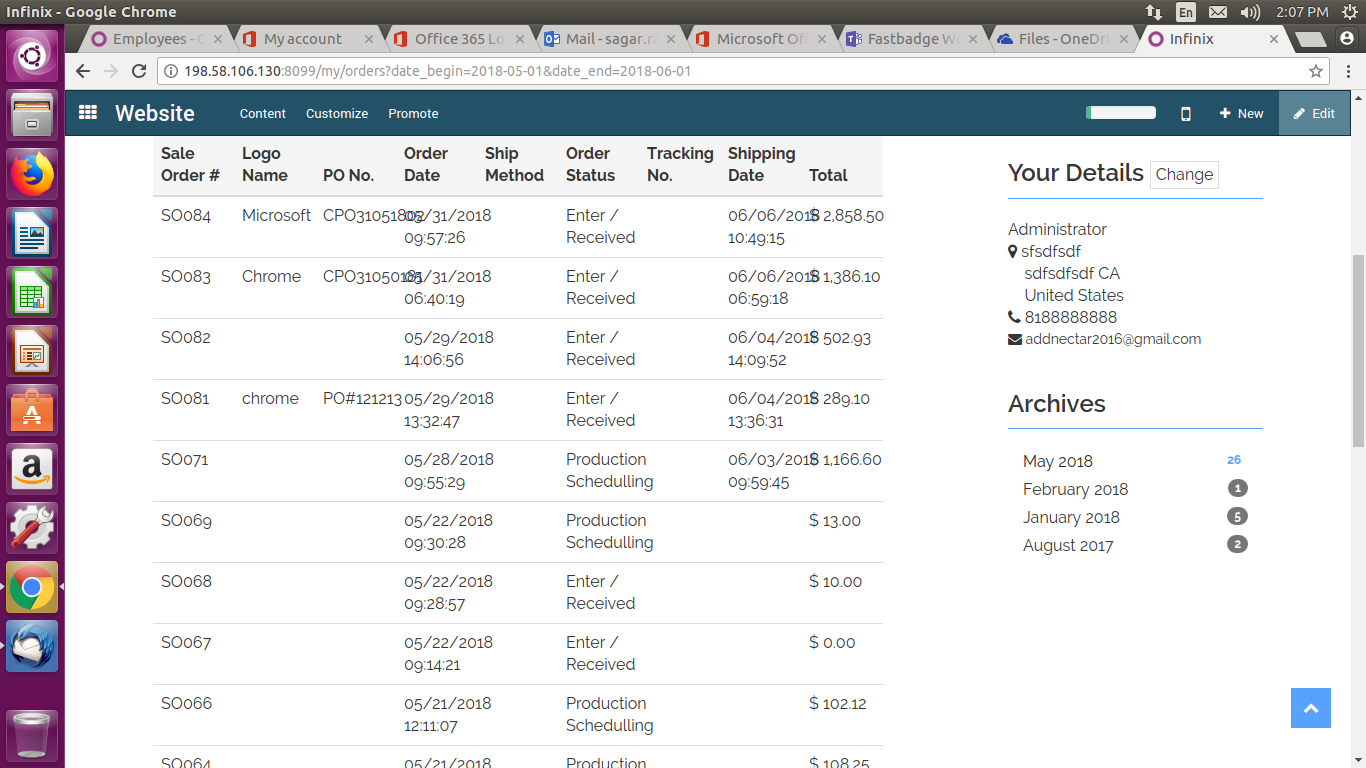 Infinix - Google Chrome
En
2:07 PM
Employees - C
My account
Office 365 Lo
Mail - sagar.ra
Microsoft Off
Fastbadge W
Files - OneDri
Infinix
198.58.106.130:8099/my/orders?date_begin=2018-05-01&date_end=2018-06-01
Website
Content
Customize
Promote
New
Edit
Sale Order #
Logo Name
PO No.
Order Date
Ship Method
Order Status
Tracking No.
Shipping Date
Total
SO084 Microsoft 05/31/2018 Enter / 06/06/2018 $ 2,858.50
09:57:26 Received 10:49:15
SO083 Chrome 05/31/2018 Enter / 06/06/2018 $ 1,386.10
06:40:19 Received 06:59:18
SO082 05/29/2018 Enter / 06/04/2018 $ 502.93
14:06:56 Received 14:09:52
SO081 chrome PO#121213 05/29/2018 Enter / 06/04/2018 $ 289.10
13:32:47 Received 13:36:31
SO071 05/28/2018 Production 06/03/2018 $ 1,166.60
09:55:29 Schedulling 09:59:45
SO069 05/22/2018 Production $ 13.00
09:30:28 Schedulling
SO068 05/22/2018 Enter / $ 10.00
09:28:57 Received
SO067 05/22/2018 Enter / $ 0.00
09:14:21 Received
SO066 05/21/2018 Production $ 102.12
12:11:07 Schedulling
SO064 05/21/2018 Production $ 108.25
Your Details Change
Administrator
sfsdfsdf
sdfsdfsdf CA
United States
8188888888
addnectar2016@gmail.com
Archives
May 2018 26
February 2018 1
January 2018 5
August 2017 2